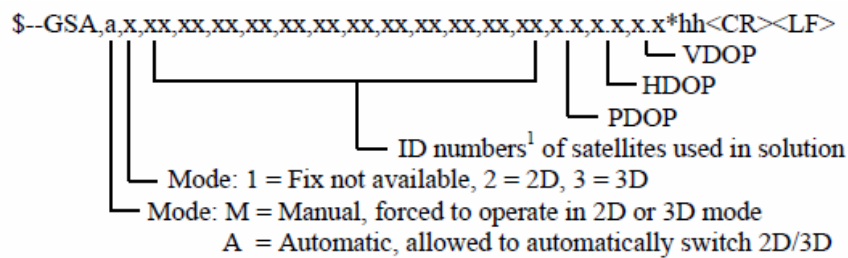 $--GSA,a,x,xx,xx,xx,xx,xx,xx,xx,xx,xx,xx,xx,xx,x.x,x.x,x.x*hh<CR><LF>
VDOP
HDOP
PDOP
ID numbers¹ of satellites used in solution
Mode: 1 = Fix not available, 2 = 2D, 3 = 3D
Mode: M = Manual, forced to operate in 2D or 3D mode
A = Automatic, allowed to automatically switch 2D/3D